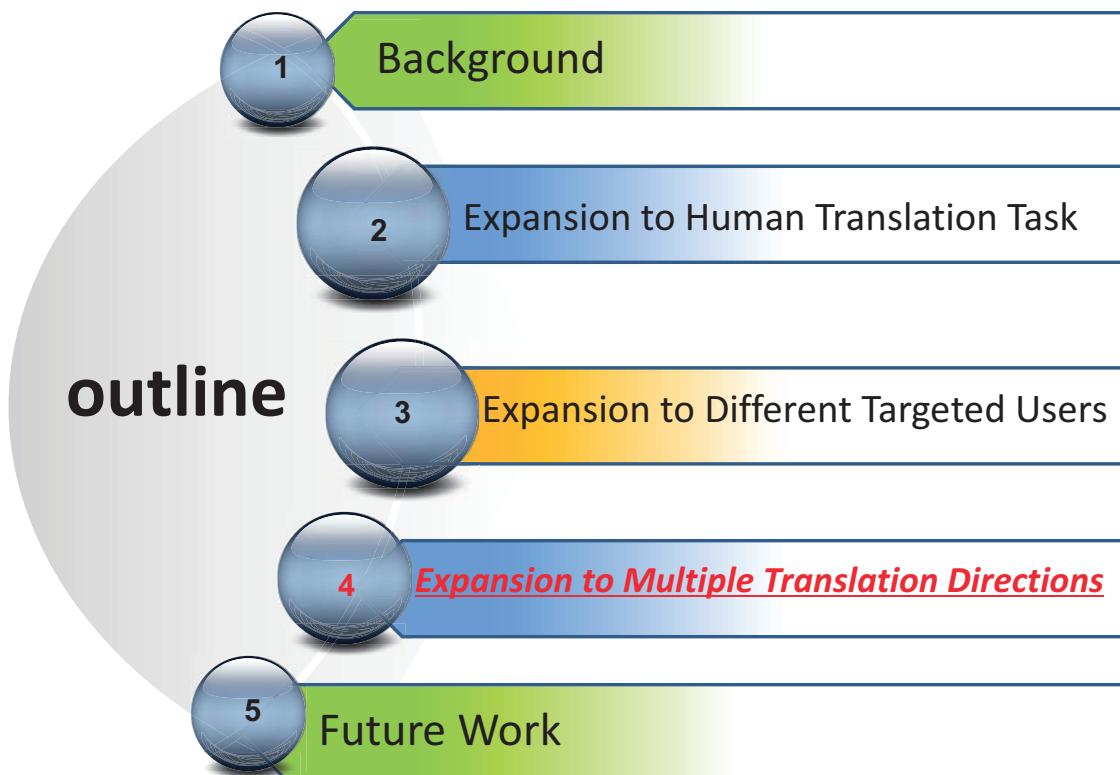 1 Background
2 Expansion to Human Translation Task
outline
3 Expansion to Different Targeted Users
4 Expansion to Multiple Translation Directions
5 Future Work